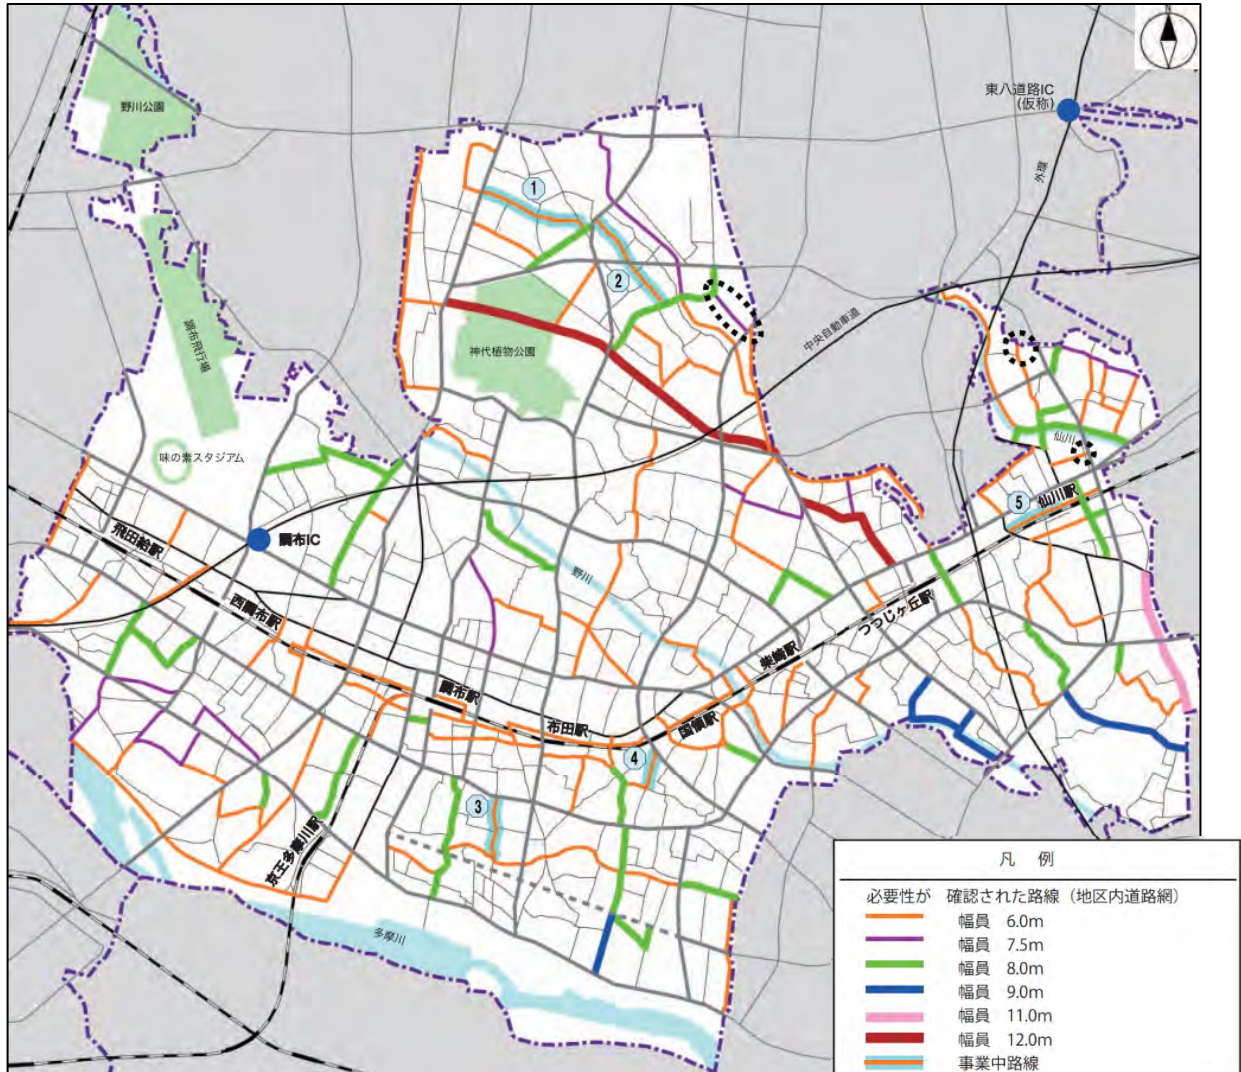 東八道路IC
(仮称)
野川公園
外環
1
2
調布飛行場
中央自動車道
神代植物公園
仙川
味の素スタジアム
5
仙川駅
飛田給駅
調布IC
野川
西調布駅
つつじヶ丘駅
柴崎駅
調布駅
布田駅
国領駅
4
3
京王多摩川駅
多摩川
凡 例
必要性が 確認された路線（地区内道路網）
幅員 6.0m
幅員 7.5m
幅員 8.0m
幅員 9.0m
幅員 11.0m
幅員 12.0m
事業中路線